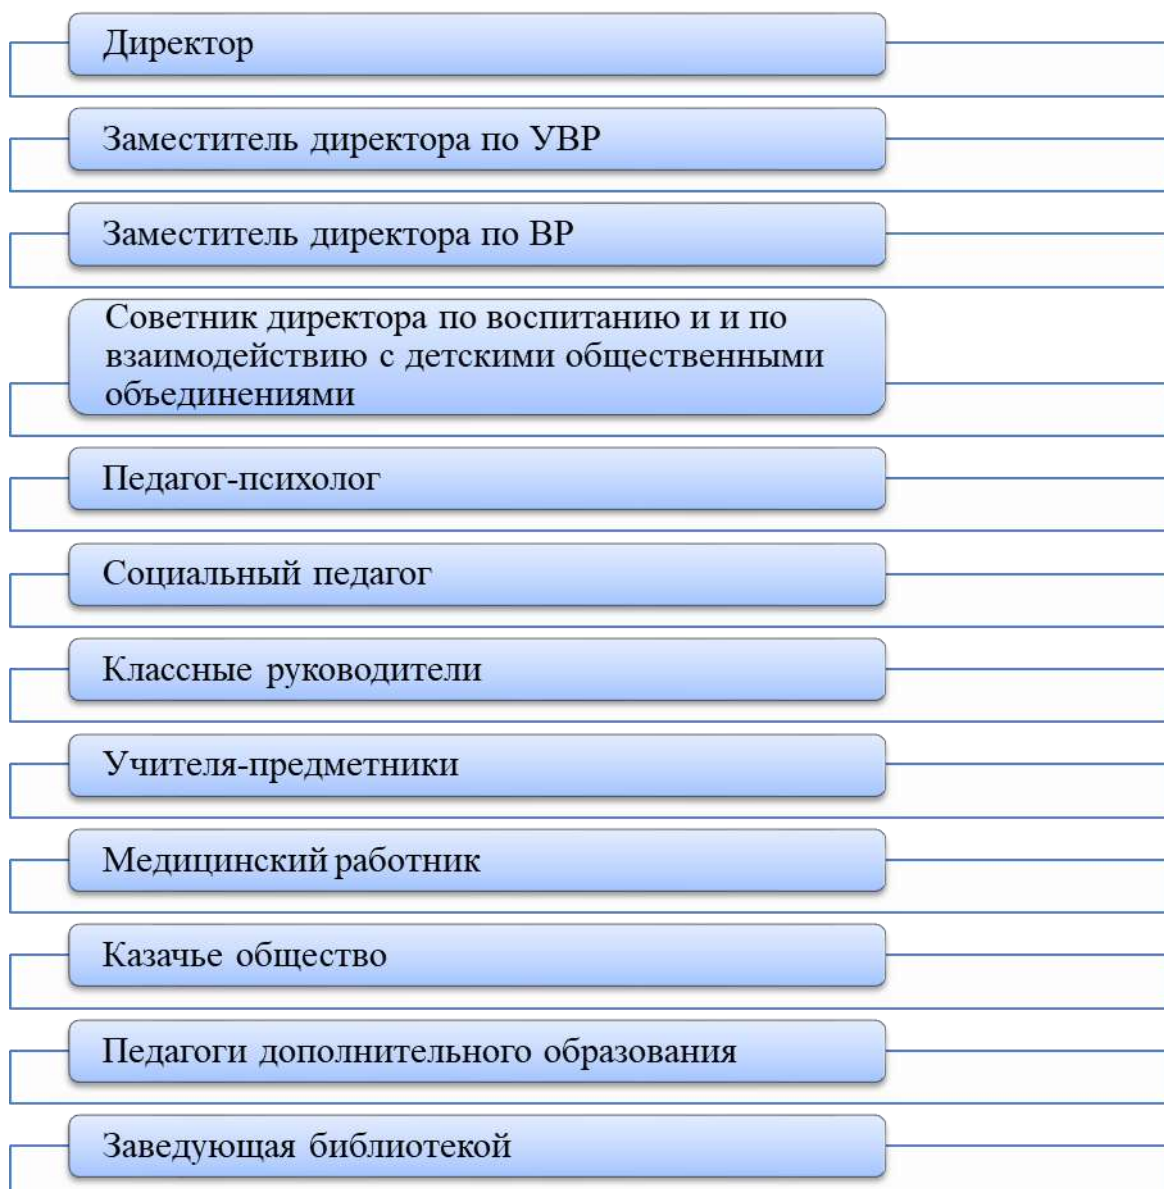 Директор
Заместитель директора по УВР
Заместитель директора по ВР
Советник директора по воспитанию и и по
взаимодействию с детскими общественными
объединениями
Педагог-психолог
Социальный педагог
Классные руководители
Учителя-предметники
Медицинский работник
Казачье общество
Педагоги дополнительного образования
Заведующая библиотекой